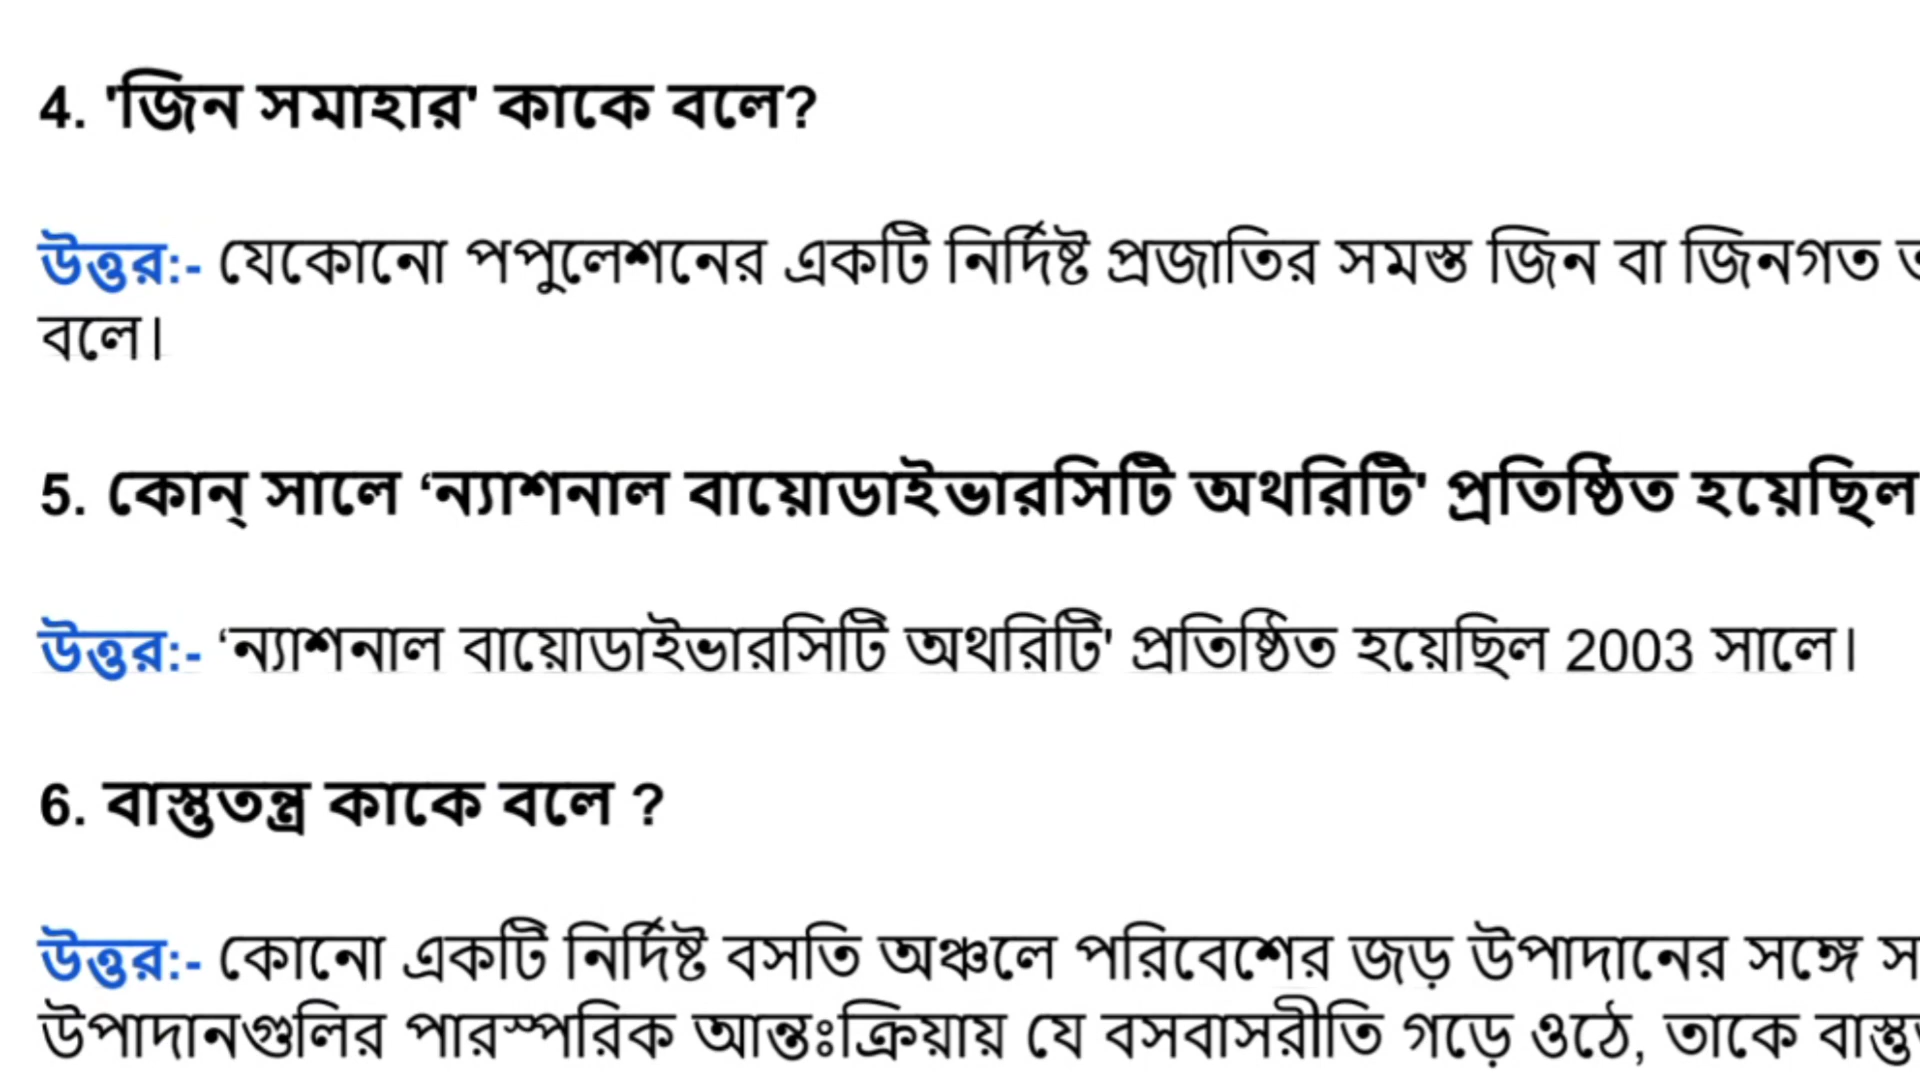 4. 'জিন সমাহার' কাকে বলে?
উত্তর:- যেকোনো পপুলেশনের একটি নির্দিষ্ট প্রজাতির সমস্ত জিন বা জিনগত
বলে।
5. কোন্ সালে ‘ন্যাশনাল বায়োডাইভারসিটি অথরিটি' প্রতিষ্ঠিত হয়েছিল
উত্তর:- ‘ন্যাশনাল বায়োডাইভারসিটি অথরিটি' প্রতিষ্ঠিত হয়েছিল 2003 সালে।
6. বাস্তুতন্ত্র কাকে বলে ?
উত্তর:- কোনো একটি নির্দিষ্ট বসতি অঞ্চলে পরিবেশের জড় উপাদানের সঙ্গে
উপাদানগুলির পারস্পরিক আন্তঃক্রিয়ায় যে বসবাসরীতি গড়ে ওঠে, তাকে